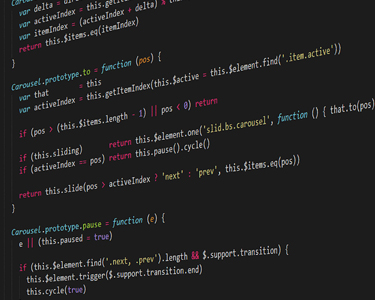 Carousel
var delta = 
var activeIndex = this.get
var itemIndex = (activeIndex + delta) %
return this.$items.eq(itemIndex)
}
Carousel.prototype.to = function (pos) {
var that = this
var activeIndex = this.getItemIndex(this.$active = this.$element.find('.item.active'))
if (pos > (this.$items.length - 1) || pos < 0) return
if (this.sliding) return this.$element.one('slid.bs.carousel', function () { that.to(pos)
if (activeIndex == pos) return this.pause().cycle()
return this.slide(pos > activeIndex ? 'next' : 'prev', this.$items.eq(pos))
}
Carousel.prototype.pause = function (e) {
e || (this.paused = true)
if (this.$element.find('.next, .prev').length && $.support.transition) {
this.$element.trigger($.support.transition.end)
this.cycle(true)